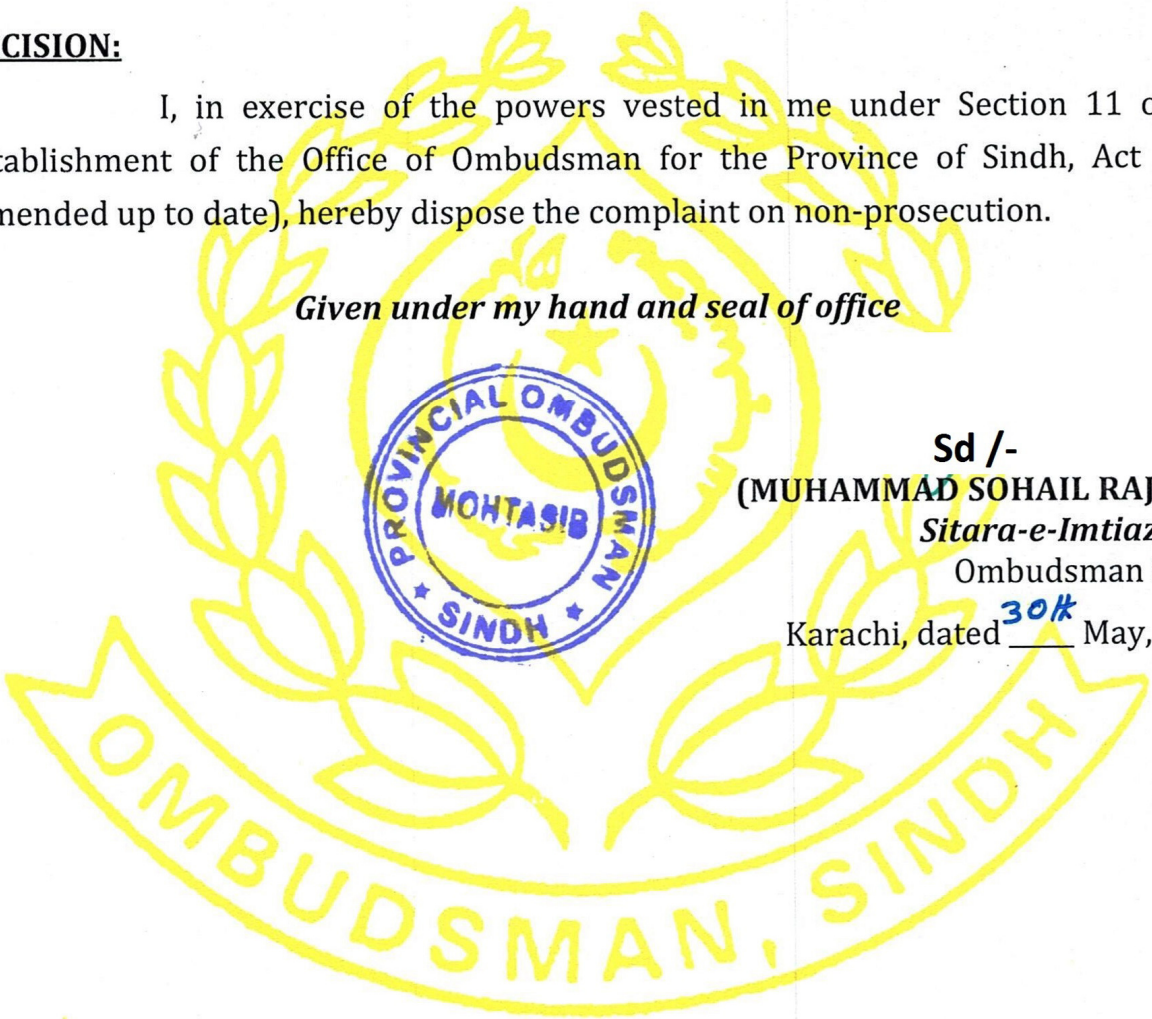 CISION:
I, in exercise of the powers vested in me under Section 11 o
tablishment of the Office of Ombudsman for the Province of Sindh, Act
mended up to date), hereby dispose the complaint on non-prosecution.
Given under my hand and seal of office
PROVINCIAL OMBUDSMAN
MOHTASIB
SINDH
Sd /-
(MUHAMMAD SOHAIL RAJ
Sitara-e-Imtiaz
Ombudsman
Karachi, dated 30th May,
OMBUDSMAN, SINDH